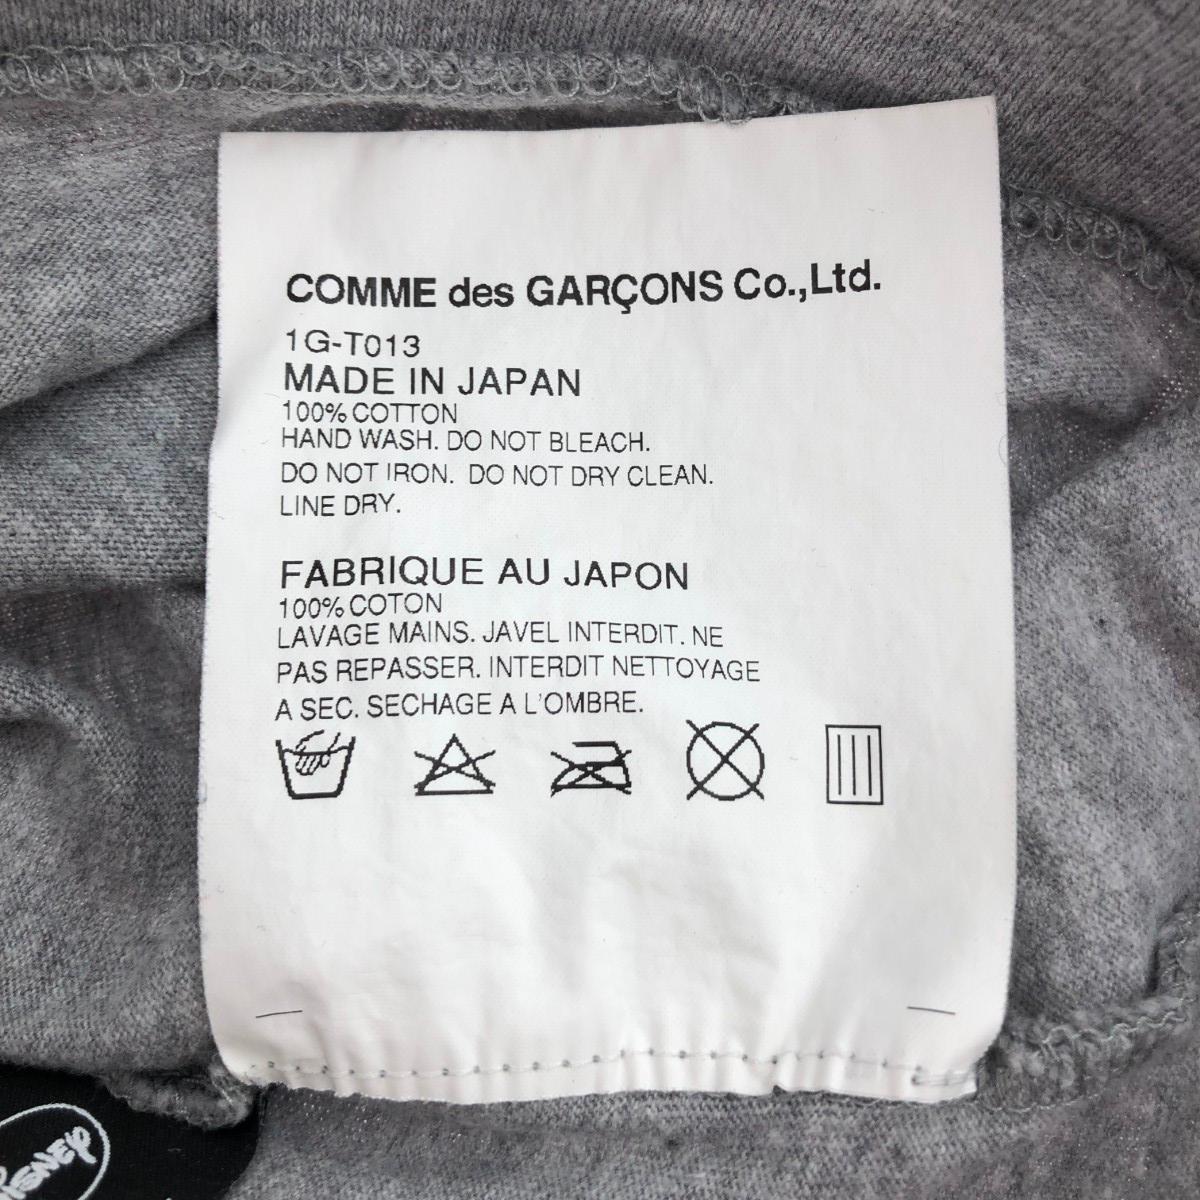 COMME des GARÇONS Co.,Ltd.
1G-T013
MADE IN JAPAN
100% COTTON
HAND WASH. DO NOT BLEACH.
DO NOT IRON. DO NOT DRY CLEAN.
LINE DRY.
FABRIQUE AU JAPON
100% COTON
LAVAGE MAINS. JAVEL INTERDIT. NE
PAS REPASSER. INTERDIT NETTOYAGE
A SEC. SECHAGE A L'OMBRE.
DISNEY